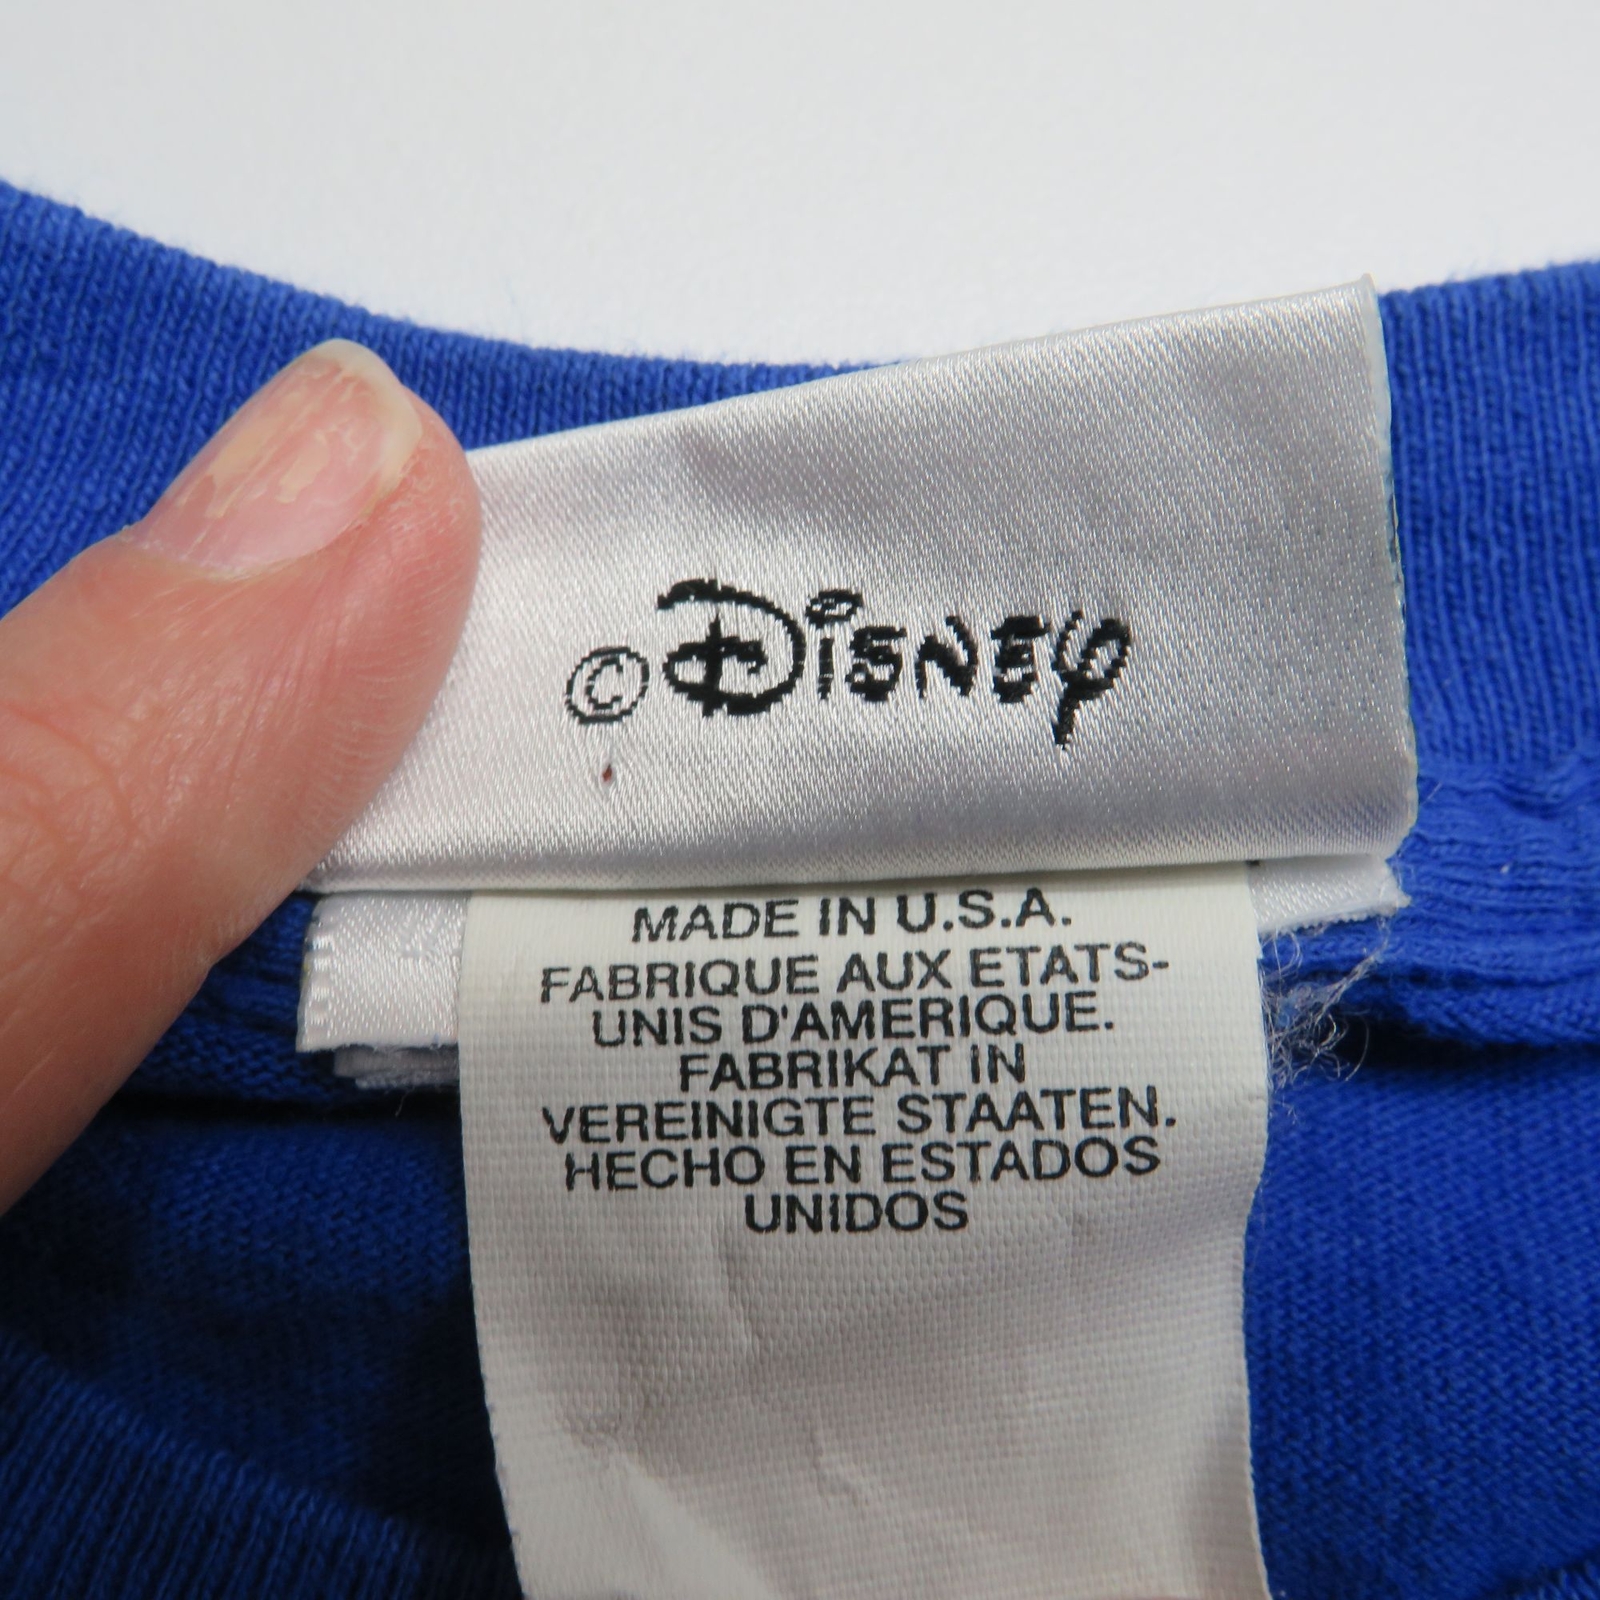 ©Disney
MADE IN U.S.A.
FABRIQUE AUX ETATS-
UNIS D'AMERIQUE.
FABRIKAT IN
VEREINIGTE STAATEN.
HECHO EN ESTADOS
UNIDOS